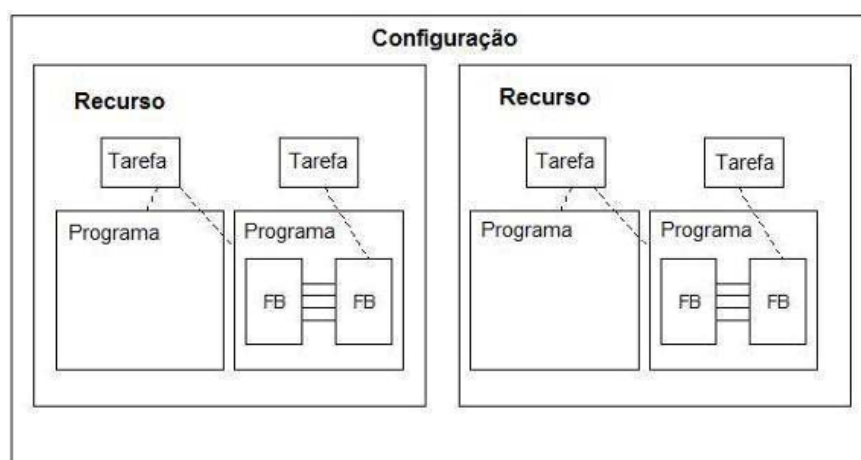 Configuração
Recurso
Tarefa
Tarefa
Programa
Programa
FB
FB
Recurso
Tarefa
Tarefa
Programa
Programa
FB
FB